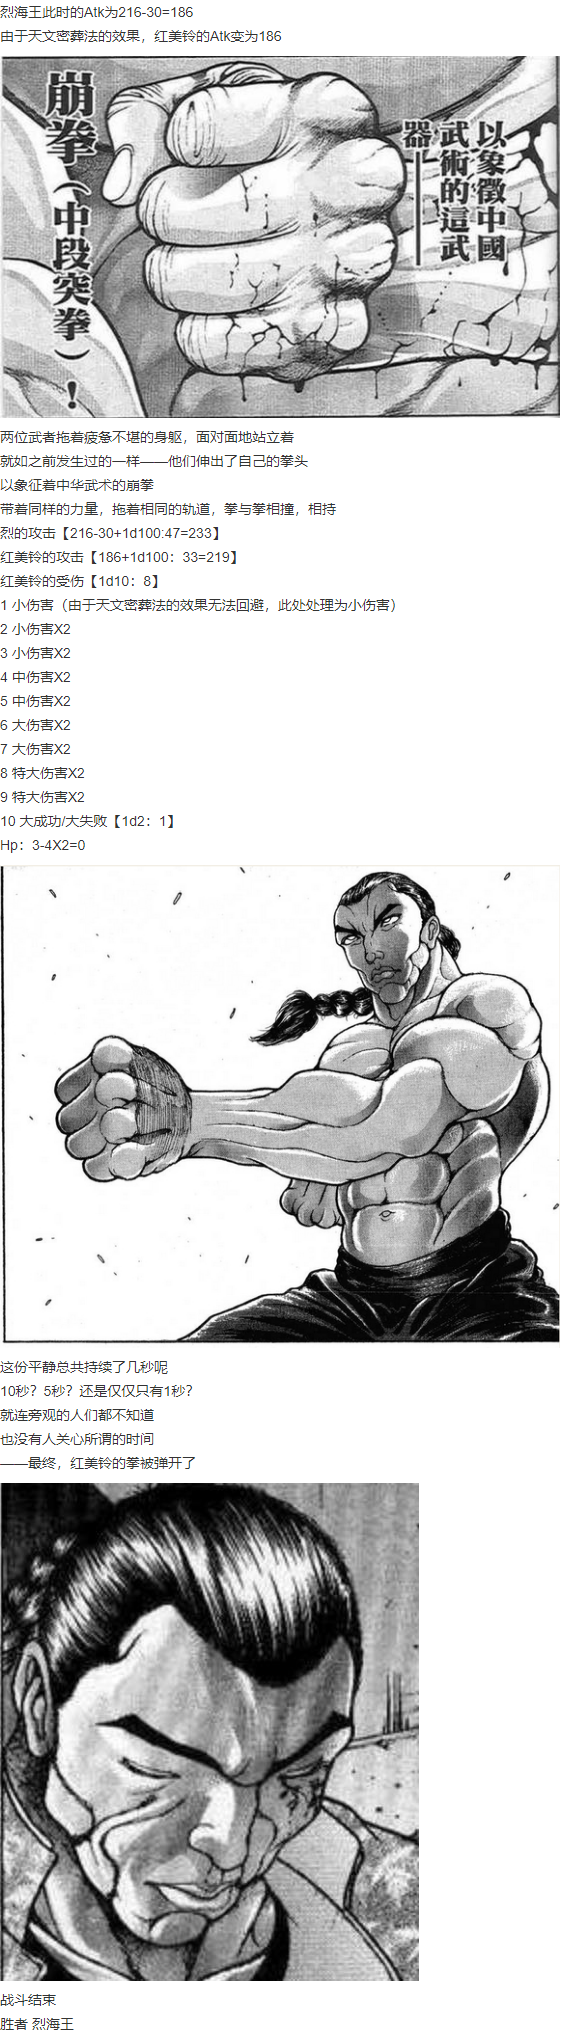 烈海王此时的Atk为216-30=186
由于天文密葬法的效果，红美铃的Atk变为186
以象徵中國
武術的這武
器——
崩拳（中段突拳）！
两位武者拖着疲惫不堪的身躯，面对面地站立着
就如之前发生过的一样——他们伸出了自己的拳头
以象征着中华武术的崩拳
带着同样的力量，拖着相同的轨道，拳与拳相撞，相持
烈的攻击【216-30+1d100:47=233】
红美铃的攻击【186+1d100：33=219】
红美铃的受伤【1d10：8】
1 小伤害（由于天文密葬法的效果无法回避，此处处理为小伤害）
2 小伤害X2
3 小伤害X2
4 中伤害X2
5 中伤害X2
6 大伤害X2
7 大伤害X2
8 特大伤害X2
9 特大伤害X2
10 大成功/大失败【1d2：1】
Hp：3-4X2=0
这份平静总共持续了几秒呢
10秒？5秒？还是仅仅只有1秒？
就连旁观的人们都不知道
也没有人关心所谓的时间
——最终，红美铃的拳被弹开了
战斗结束
胜者 烈海王